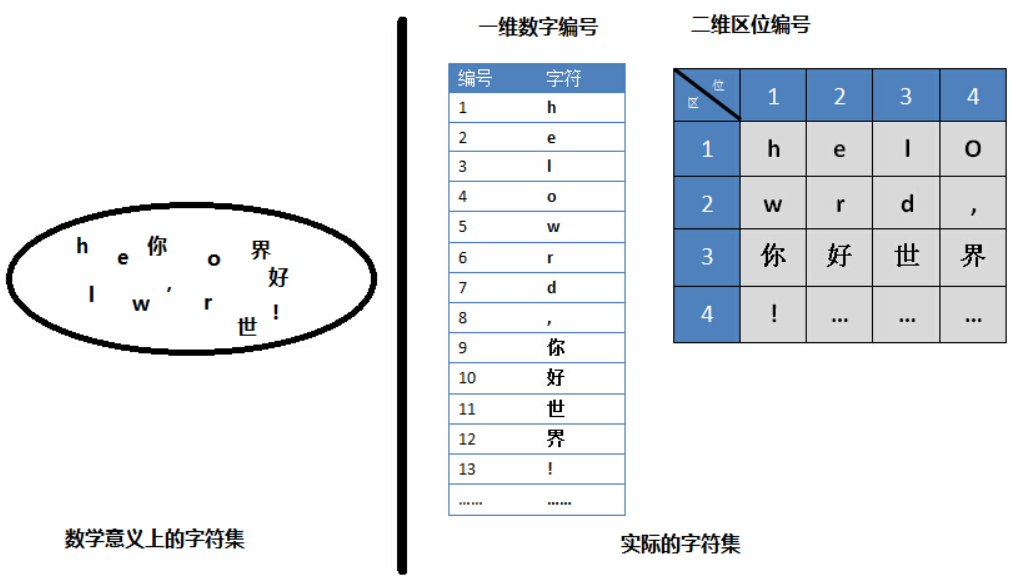 h e 你 o 界
好
l w ’ r !
世
数学意义上的字符集
一维数字编号
编号 字符
1 h
2 e
3 l
4 o
5 w
6 r
7 d
8 ,
9 你
10 好
11 世
12 界
13 !
...... ......
二维区位编号
位
区 1 2 3 4
1 h e l O
2 w r d ,
3 你 好 世 界
4 ! ... ... ...
实际的字符集